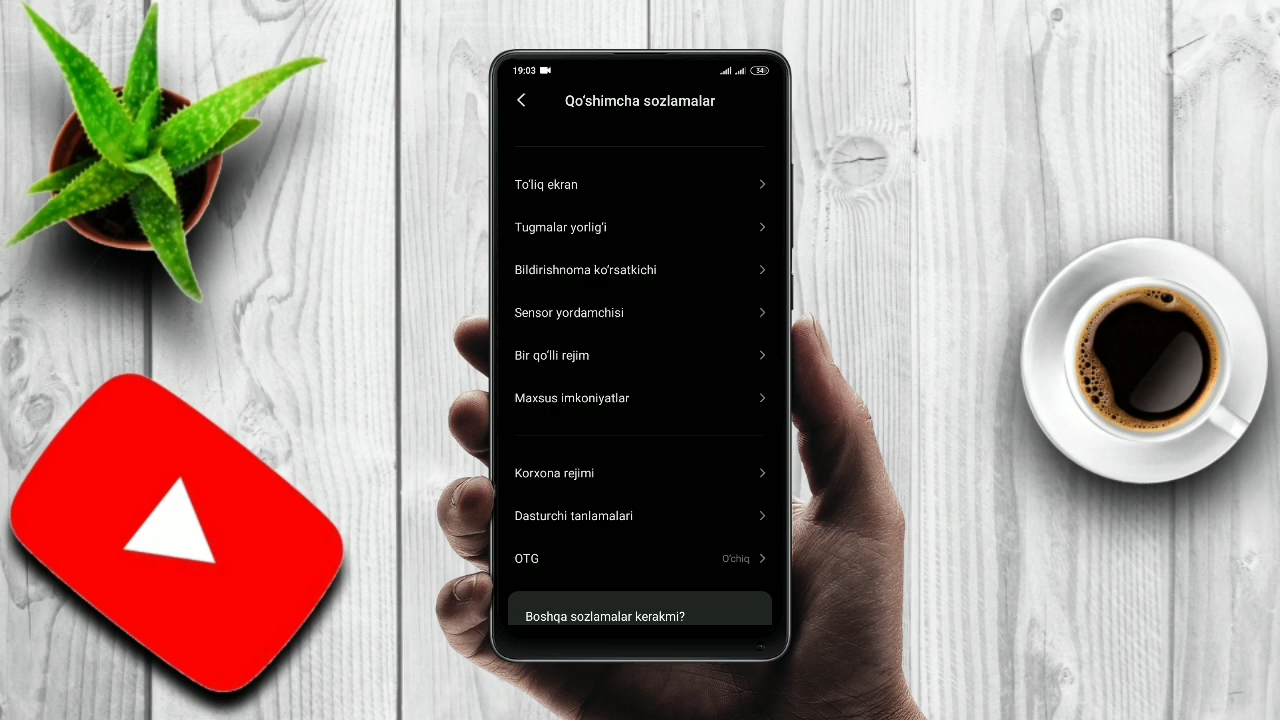 19:03 34
Qo‘shimcha sozlamalar
To‘liq ekran
Tugmalar yorlig‘i
Bildirishnoma ko‘rsatkichi
Sensor yordamchisi
Bir qo‘lli rejim
Maxsus imkoniyatlar
Korxona rejimi
Dasturchi tanlamalari
OTG O‘chiq
Boshqa sozlamalar kerakmi?